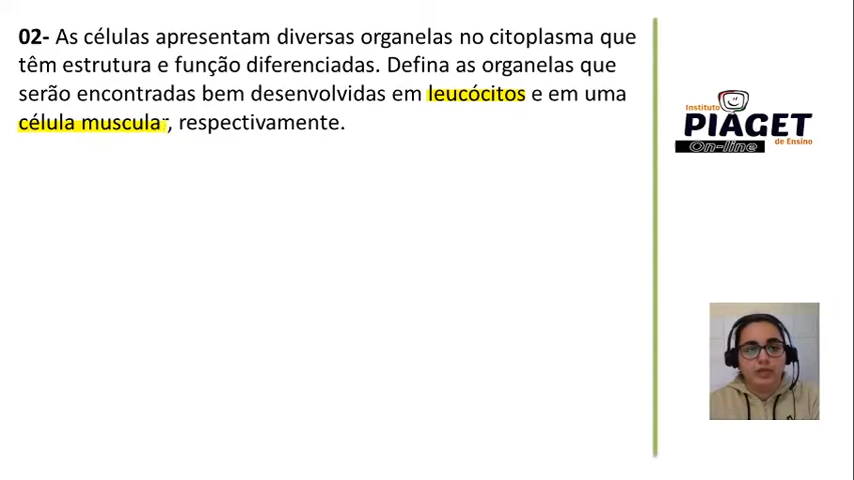 02- As células apresentam diversas organelas no citoplasma que
têm estrutura e função diferenciadas. Defina as organelas que
serão encontradas bem desenvolvidas em leucócitos e em uma
célula muscular, respectivamente.
Instituto
PIAGET
de Ensino
On-line